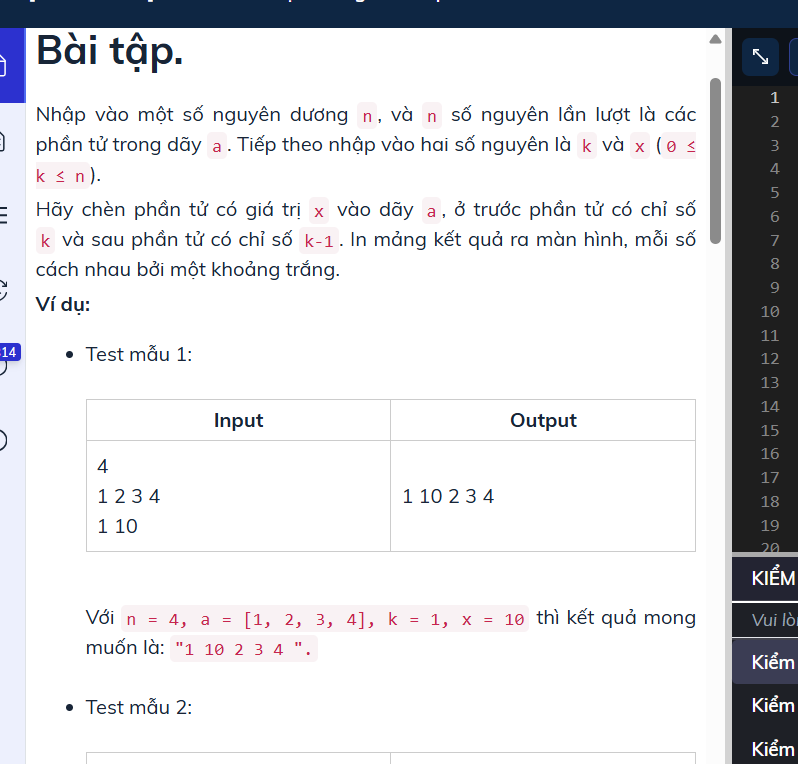 Bài tập.
Nhập vào một số nguyên dương n, và n số nguyên lần lượt là các
phần tử trong dãy a. Tiếp theo nhập vào hai số nguyên là k và x (0 ≤
k ≤ n).
Hãy chèn phần tử có giá trị x vào dãy a, ở trước phần tử có chỉ số
k và sau phần tử có chỉ số k-1. In mảng kết quả ra màn hình, mỗi số
cách nhau bởi một khoảng trắng.
Ví dụ:
Test mẫu 1:
Input Output
4
1 2 3 4
1 10
1 10 2 3 4
Với n = 4, a = [1, 2, 3, 4], k = 1, x = 10 thì kết quả mong
muốn là: "1 10 2 3 4 ".
Test mẫu 2:
14
1
2
3
4
5
6
7
8
9
10
11
12
13
14
15
16
17
18
19
20
KIỂM
Vui lò
Kiểm
Kiểm
Kiểm